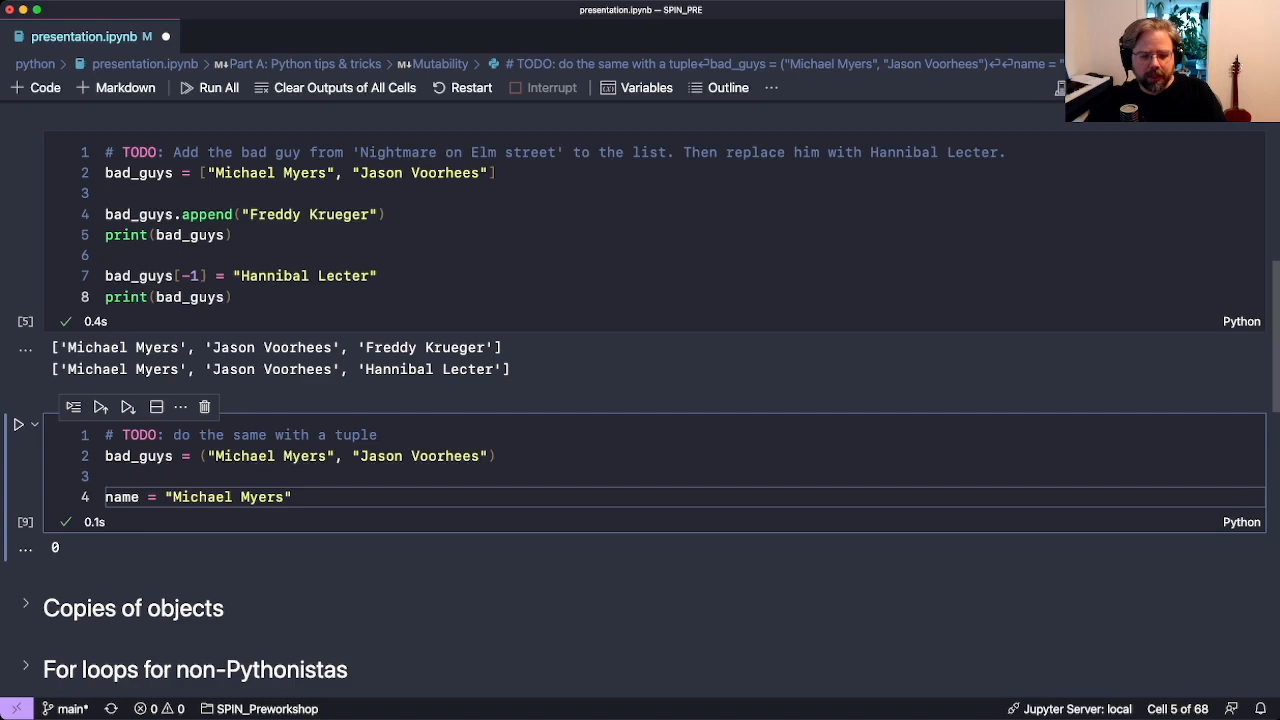 presentation.ipynb — SPIN_PRE
presentation.ipynb M
python > presentation.ipynb > Part A: Python tips & tricks > Mutability > # TODO: do the same with a tuple↵bad_guys = ("Michael Myers", "Jason Voorhees")↵↵name = "
+ Code + Markdown Run All Clear Outputs of All Cells Restart Interrupt Variables Outline ...
1 # TODO: Add the bad guy from 'Nightmare on Elm street' to the list. Then replace him with Hannibal Lecter.
2 bad_guys = ["Michael Myers", "Jason Voorhees"]
3
4 bad_guys.append("Freddy Krueger")
5 print(bad_guys)
6
7 bad_guys[-1] = "Hannibal Lecter"
8 print(bad_guys)
[5] ✓ 0.4s Python
... ['Michael Myers', 'Jason Voorhees', 'Freddy Krueger']
['Michael Myers', 'Jason Voorhees', 'Hannibal Lecter']
1 # TODO: do the same with a tuple
2 bad_guys = ("Michael Myers", "Jason Voorhees")
3
4 name = "Michael Myers"
[9] ✓ 0.1s Python
... 0
> Copies of objects
> For loops for non-Pythonistas
main* 0 0 SPIN_Preworkshop Jupyter Server: local Cell 5 of 68